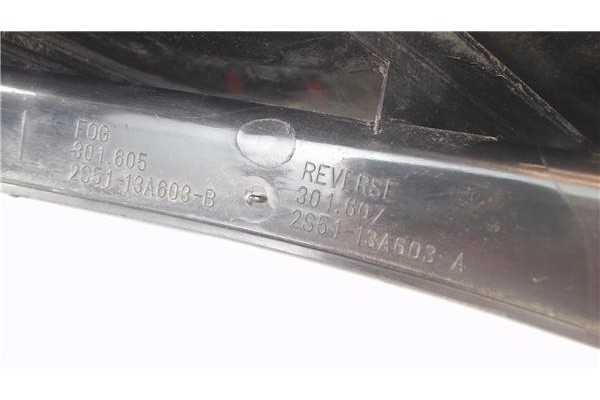 FOG
301.605
2S51-13A603-B
REVERSE
301.607
2S51-13A603 A